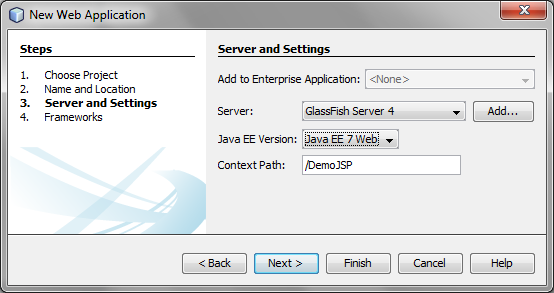 New Web Application
Steps
1. Choose Project
2. Name and Location
3. Server and Settings
4. Frameworks
Server and Settings
Add to Enterprise Application: <None>
Server: GlassFish Server 4 Add...
Java EE Version: Java EE 7 Web
Context Path: /DemoJSP
< Back Next > Finish Cancel Help